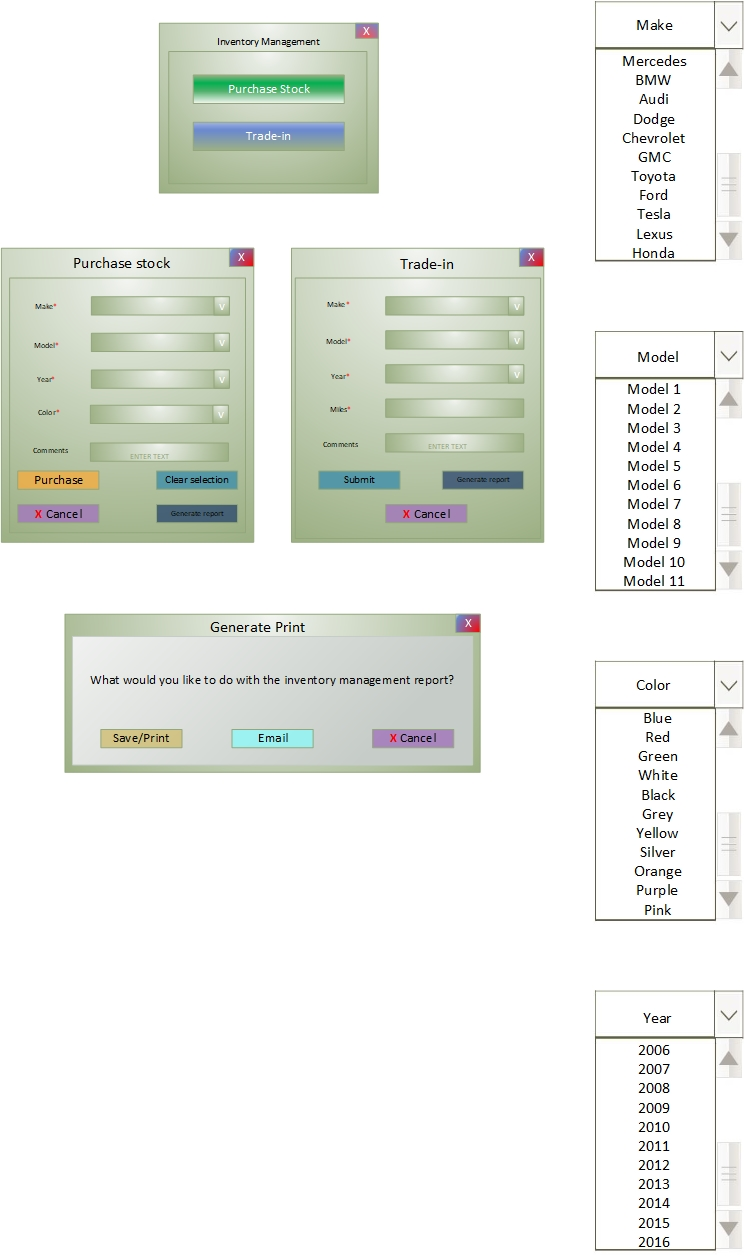 Inventory Management
X
Purchase Stock
Trade-in
Purchase stock
X
Make*
V
Model*
V
Year*
V
Color*
V
Comments
ENTER TEXT
Purchase
Clear selection
X Cancel
Generate report
Trade-in
X
Make*
V
Model*
V
Year*
V
Miles*
Comments
ENTER TEXT
Submit
Generate report
X Cancel
Generate Print
X
What would you like to do with the inventory management report?
Save/Print
Email
X Cancel
Make
Mercedes
BMW
Audi
Dodge
Chevrolet
GMC
Toyota
Ford
Tesla
Lexus
Honda
Model
Model 1
Model 2
Model 3
Model 4
Model 5
Model 6
Model 7
Model 8
Model 9
Model 10
Model 11
Color
Blue
Red
Green
White
Black
Grey
Yellow
Silver
Orange
Purple
Pink
Year
2006
2007
2008
2009
2010
2011
2012
2013
2014
2015
2016